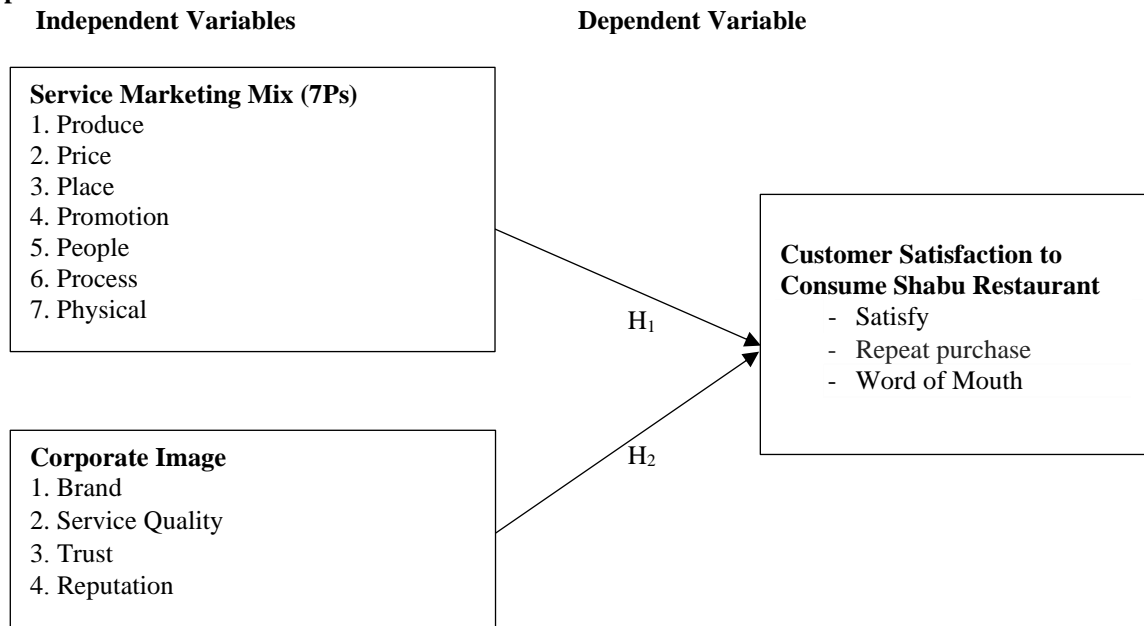 Independent Variables
Dependent Variable
Service Marketing Mix (7Ps)
1. Produce
2. Price
3. Place
4. Promotion
5. People
6. Process
7. Physical
H₁
Customer Satisfaction to
Consume Shabu Restaurant
- Satisfy
- Repeat purchase
- Word of Mouth
H₂
Corporate Image
1. Brand
2. Service Quality
3. Trust
4. Reputation